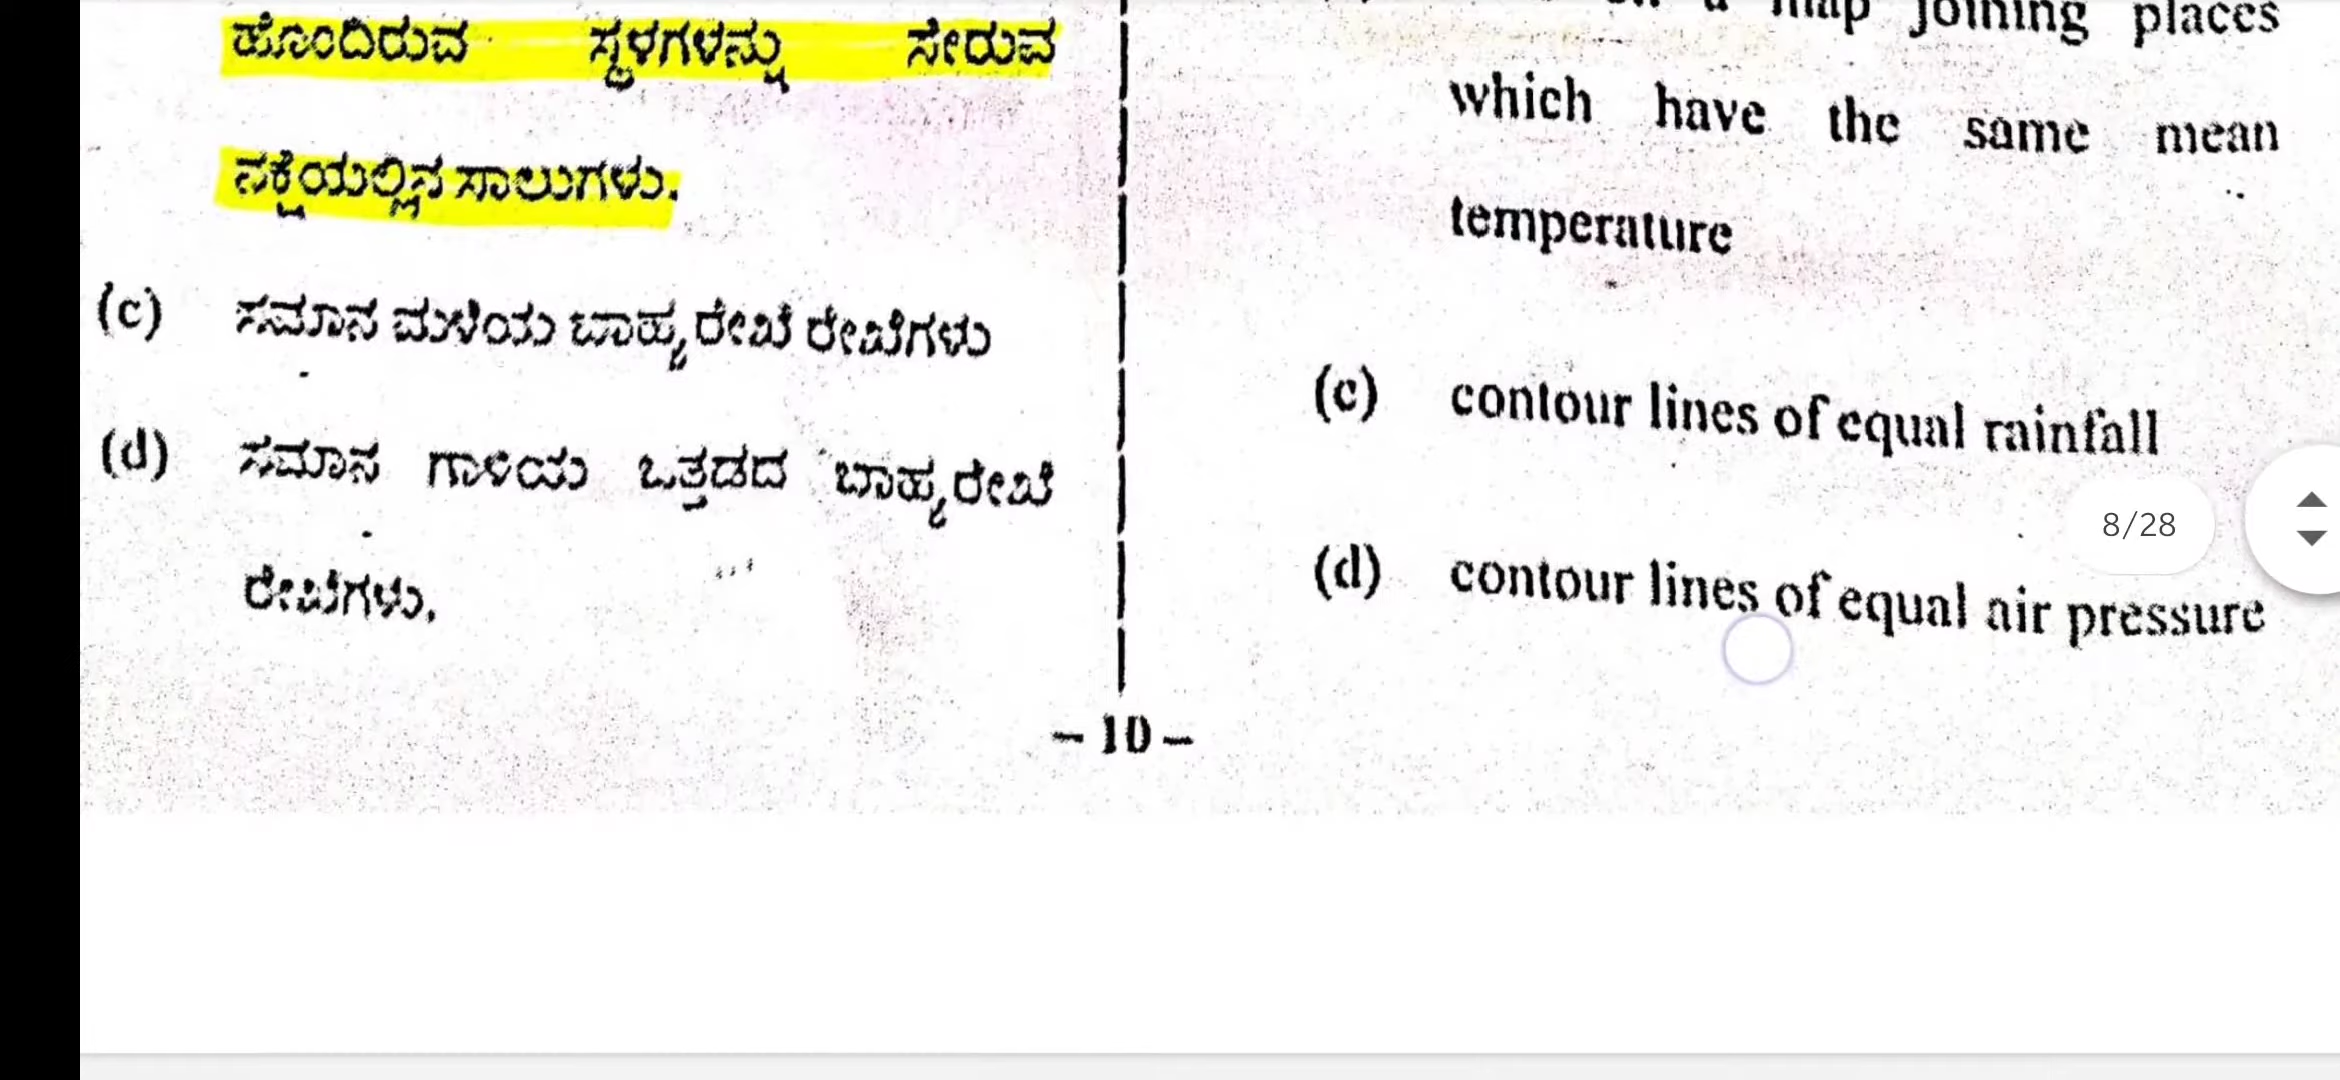 ಹೊಂದಿರುವ ಸ್ಥಳಗಳನ್ನು ಸೇರುವ
ನಕ್ಷೆಯಲ್ಲಿನ ಸಾಲುಗಳು.
(c) ಸಮಾನ ಮಳೆಯ ಬಾಹ್ಯರೇಖೆ ರೇಖೆಗಳು
(d) ಸಮಾನ ಗಾಳಿಯ ಒತ್ತಡದ ಬಾಹ್ಯರೇಖೆ
ರೇಖೆಗಳು.
map joining places
which have the same mean
temperature
(c) contour lines of equal rainfall
(d) contour lines of equal air pressure
8/28
– 10 –